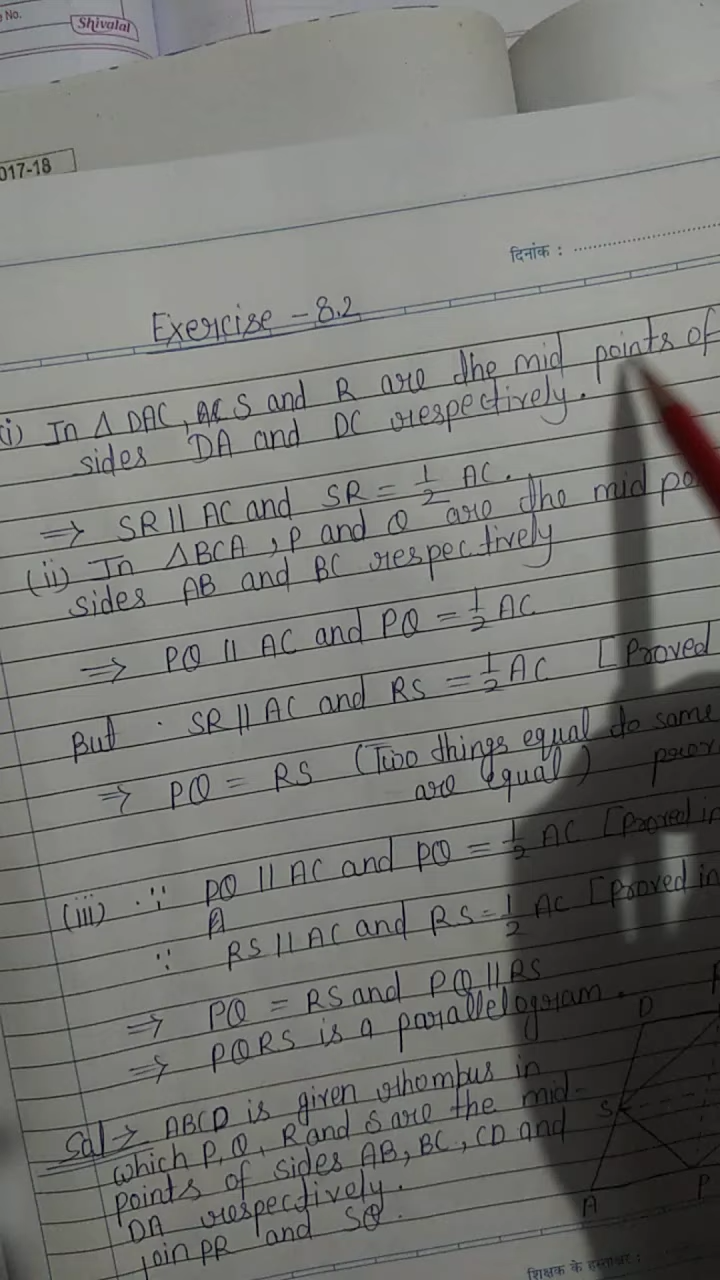 No.
Shivalal
017-18
दिनांक :
Exercise - 8.2
(i) In △ DAC, S and R are the mid points of
sides DA and DC respectively.
⇒ SR || AC and SR = 1/2 AC.
(ii) In △BCA, P and Q are the mid
sides AB and BC respectively
⇒ PQ || AC and PQ = 1/2 AC
But · SR || AC and RS = 1/2 AC [Proved
⇒ PQ = RS (Two things equal to same
are equal)
(iii) ∵ PQ || AC and PQ = 1/2 AC [Proved in
∵ RS || AC and RS = 1/2 AC [Proved in
⇒ PQ = RS and PQ || RS
⇒ PQRS is a parallelogram.
Sol → ABCD is given rhombus in
which P, Q, R and S are the mid-
points of sides AB, BC, CD and
DA respectively.
join PR and SQ.
D
S
A
P
शिक्षक के हस्ताक्षर :